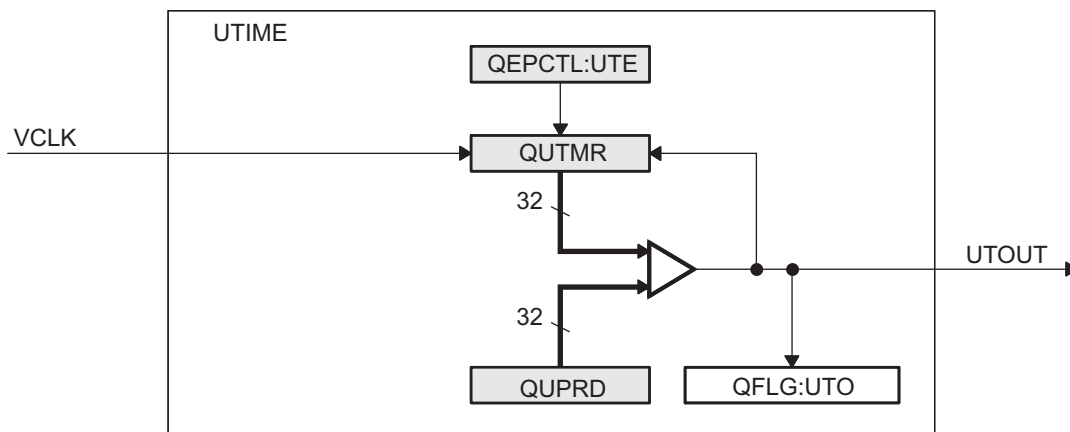 UTIME
QEPCTL:UTE
VCLK
QUTMR
32
UTOUT
32
QUPRD
QFLG:UTO